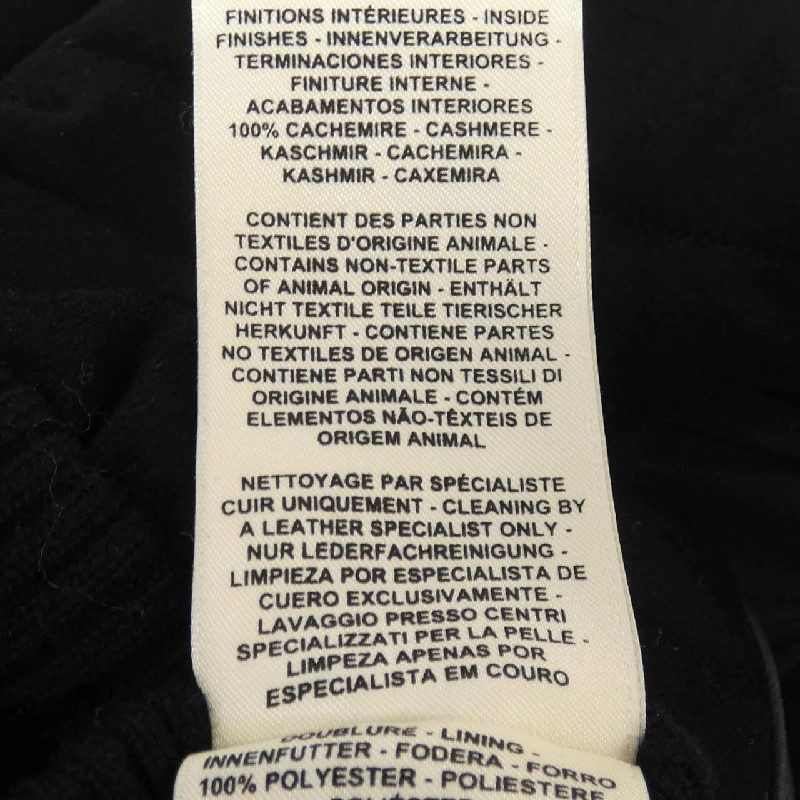 FINITIONS INTÉRIEURES - INSIDE
FINISHES - INNENVERARBEITUNG -
TERMINACIONES INTERIORES -
FINITURE INTERNE -
ACABAMENTOS INTERIORES
100% CACHEMIRE - CASHMERE -
KASCHMIR - CACHEMIRA -
KASHMIR - CAXEMIRA
CONTIENT DES PARTIES NON
TEXTILES D'ORIGINE ANIMALE -
CONTAINS NON-TEXTILE PARTS
OF ANIMAL ORIGIN - ENTHÄLT
NICHT TEXTILE TEILE TIERISCHER
HERKUNFT - CONTIENE PARTES
NO TEXTILES DE ORIGEN ANIMAL -
CONTIENE PARTI NON TESSILI DI
ORIGINE ANIMALE - CONTÉM
ELEMENTOS NÃO-TÊXTEIS DE
ORIGEM ANIMAL
NETTOYAGE PAR SPÉCIALISTE
CUIR UNIQUEMENT - CLEANING BY
A LEATHER SPECIALIST ONLY -
NUR LEDERFACHREINIGUNG -
LIMPIEZA POR ESPECIALISTA DE
CUERO EXCLUSIVAMENTE -
LAVAGGIO PRESSO CENTRI
SPECIALIZZATI PER LA PELLE -
LIMPEZA APENAS POR
ESPECIALISTA EM COURO
DOUBLURE - LINING -
INNENFUTTER - FODERA - FORRO
100% POLYESTER - POLIESTERE